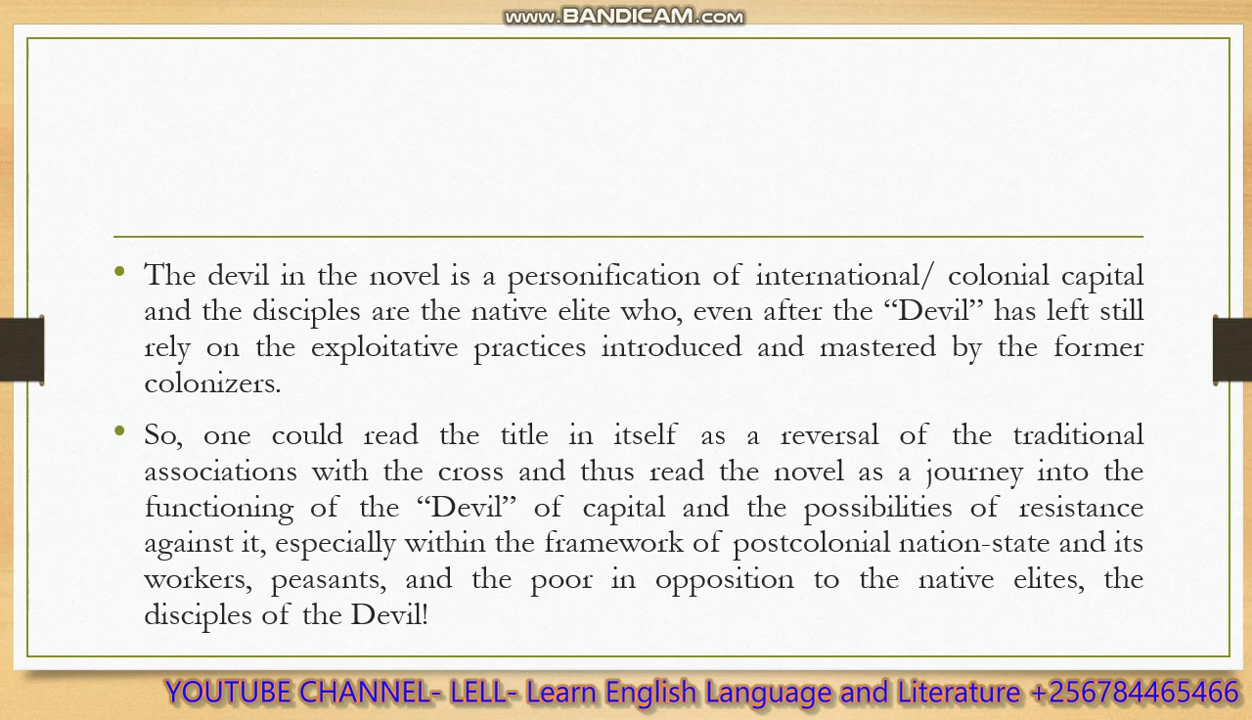 www.BANDICAM.com
• The devil in the novel is a personification of international/ colonial capital
and the disciples are the native elite who, even after the “Devil” has left still
rely on the exploitative practices introduced and mastered by the former
colonizers.
• So, one could read the title in itself as a reversal of the traditional
associations with the cross and thus read the novel as a journey into the
functioning of the “Devil” of capital and the possibilities of resistance
against it, especially within the framework of postcolonial nation-state and its
workers, peasants, and the poor in opposition to the native elites, the
disciples of the Devil!
YOUTUBE CHANNEL- LELL- Learn English Language and Literature +256784465466